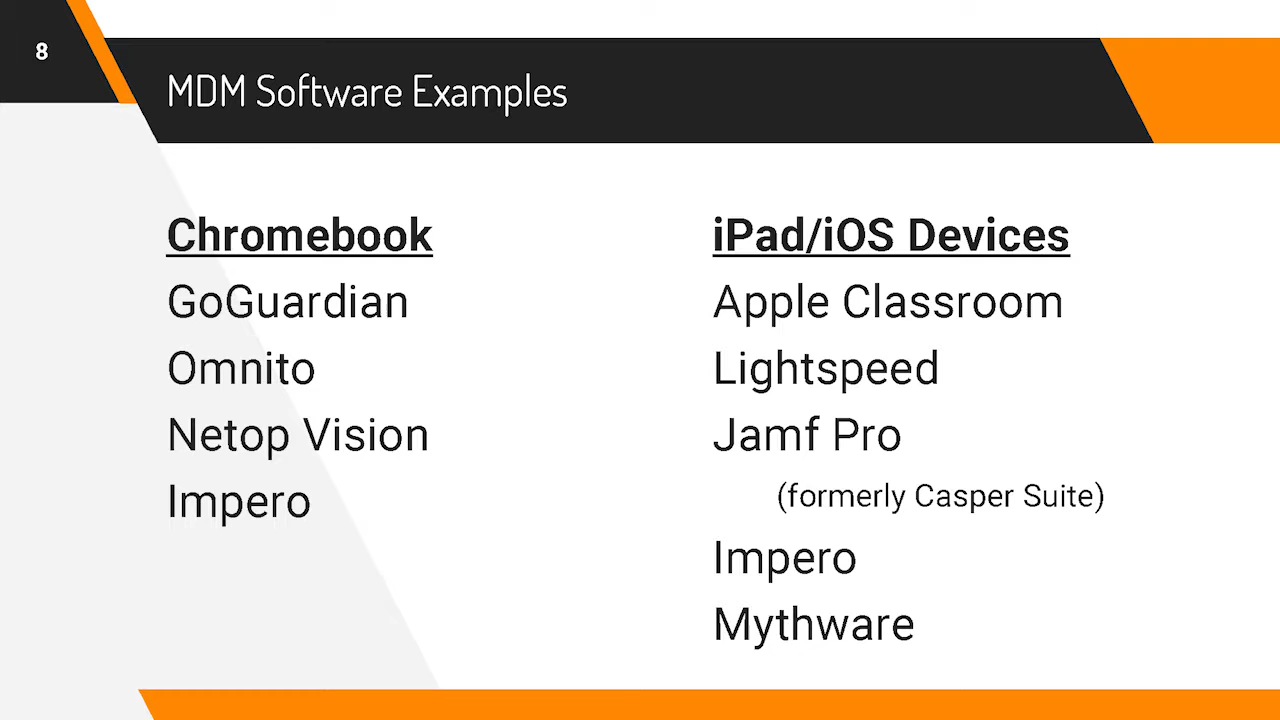 8
MDM Software Examples
Chromebook
GoGuardian
Omnito
Netop Vision
Impero
iPad/iOS Devices
Apple Classroom
Lightspeed
Jamf Pro
(formerly Casper Suite)
Impero
Mythware